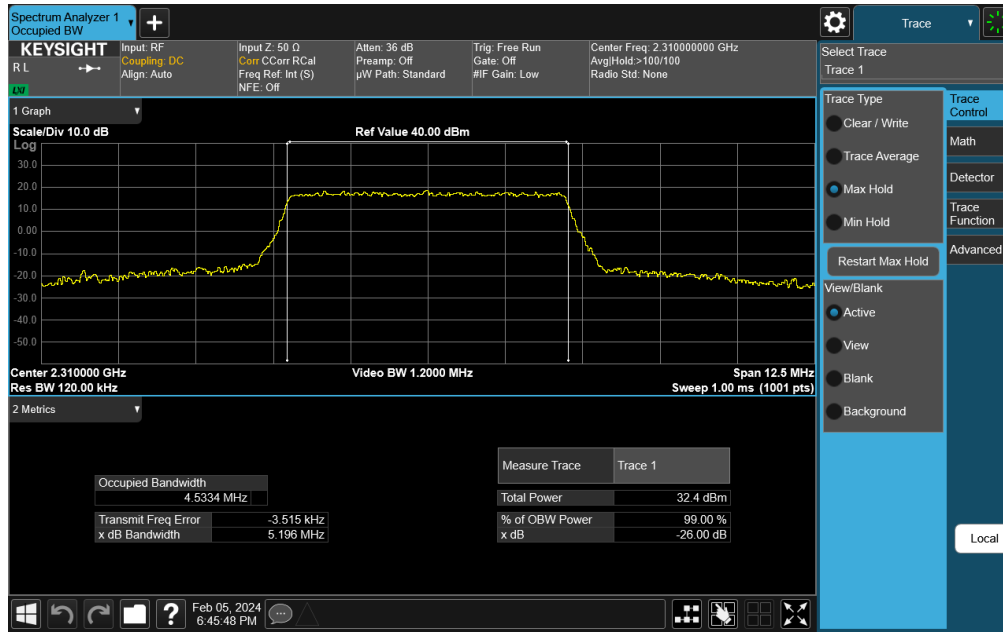 Spectrum Analyzer 1
Occupied BW
Trace
KEYSIGHT
R L
LXI
Input: RF
Coupling: DC
Align: Auto
Input Z: 50 Ω
Corr CCorr RCal
Freq Ref: Int (S)
NFE: Off
Atten: 36 dB
Preamp: Off
µW Path: Standard
Trig: Free Run
Gate: Off
#IF Gain: Low
Center Freq: 2.310000000 GHz
Avg|Hold:>100/100
Radio Std: None
1 Graph
Scale/Div 10.0 dB
Ref Value 40.00 dBm
Log
30.0
20.0
10.0
0.00
-10.0
-20.0
-30.0
-40.0
-50.0
Center 2.310000 GHz
Video BW 1.2000 MHz
Span 12.5 MHz
Res BW 120.00 kHz
Sweep 1.00 ms (1001 pts)
2 Metrics
Occupied Bandwidth
4.5334 MHz
Transmit Freq Error -3.515 kHz
x dB Bandwidth 5.196 MHz
Measure Trace Trace 1
Total Power 32.4 dBm
% of OBW Power 99.00 %
x dB -26.00 dB
Select Trace
Trace 1
Trace Type
Clear / Write
Trace Average
Max Hold
Min Hold
Restart Max Hold
View/Blank
Active
View
Blank
Background
Trace
Control
Math
Detector
Trace
Function
Advanced
Local
?
Feb 05, 2024
6:45:48 PM